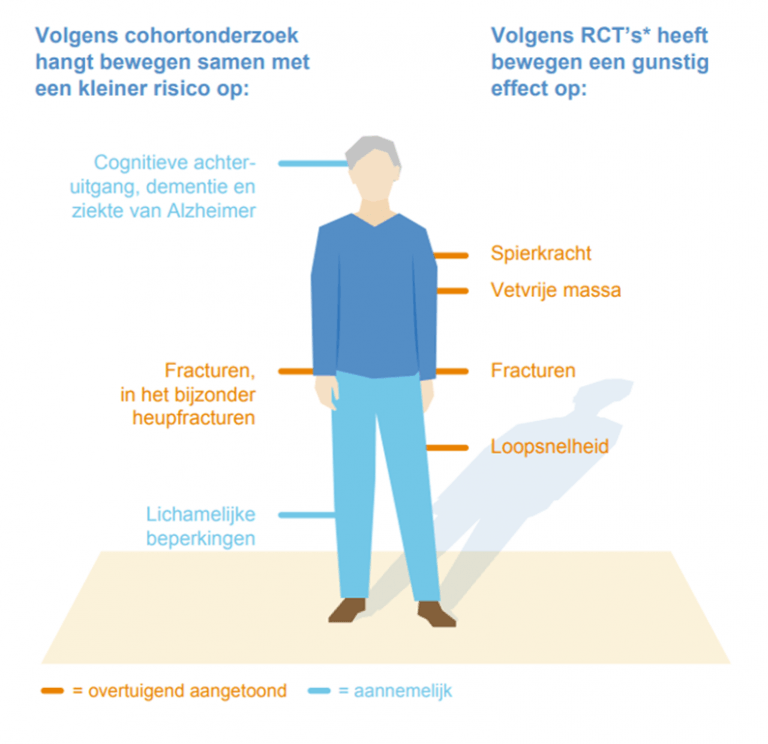 Volgens cohortonderzoek
hangt bewegen samen met
een kleiner risico op:
Cognitieve achter-
uitgang, dementie en
ziekte van Alzheimer
Fracturen,
in het bijzonder
heupfracturen
Lichamelijke
beperkingen
Volgens RCT's* heeft
bewegen een gunstig
effect op:
Spierkracht
Vetvrije massa
Fracturen
Loopsnelheid
= overtuigend aangetoond
= aannemelijk